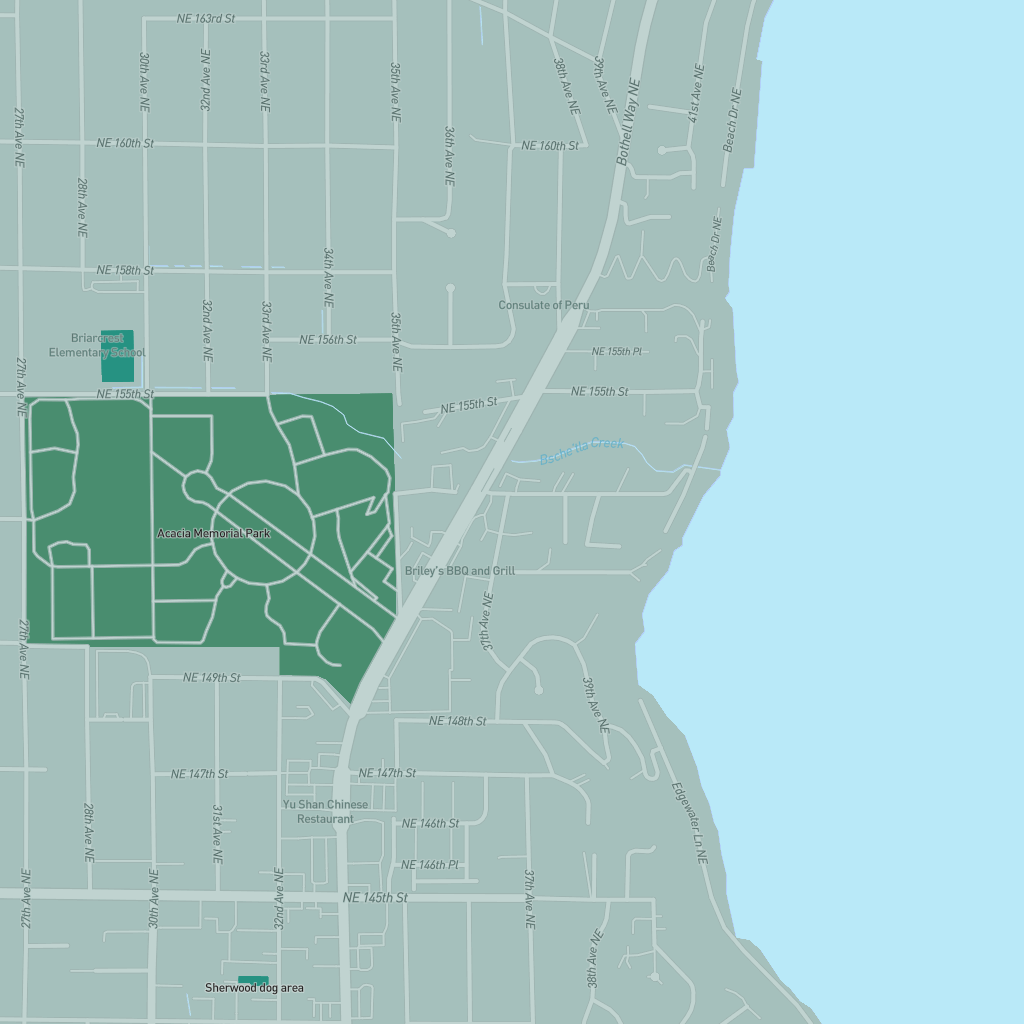 NE 163rd St
30th Ave NE
32nd Ave NE
33rd Ave NE
35th Ave NE
38th Ave NE
39th Ave NE
Bothell Way NE
41st Ave NE
Beach Dr NE
27th Ave NE
NE 160th St
36th Ave NE
NE 160th St
28th Ave NE
Beach Dr NE
NE 158th St
34th Ave NE
32nd Ave NE
33rd Ave NE
35th Ave NE
Consulate of Peru
Briarcrest
Elementary School
NE 156th St
NE 155th Pl
27th Ave NE
NE 155th St
NE 155th St
NE 155th St
Bsche'tla Creek
Acacia Memorial Park
Briley's BBQ and Grill
37th Ave NE
27th Ave NE
NE 149th St
39th Ave NE
NE 148th St
NE 147th St
NE 147th St
Yu Shan Chinese
Restaurant
28th Ave NE
31st Ave NE
NE 146th St
Edgewater Ln NE
NE 146th Pl
27th Ave NE
30th Ave NE
32nd Ave NE
NE 145th St
37th Ave NE
38th Ave NE
Sherwood dog area